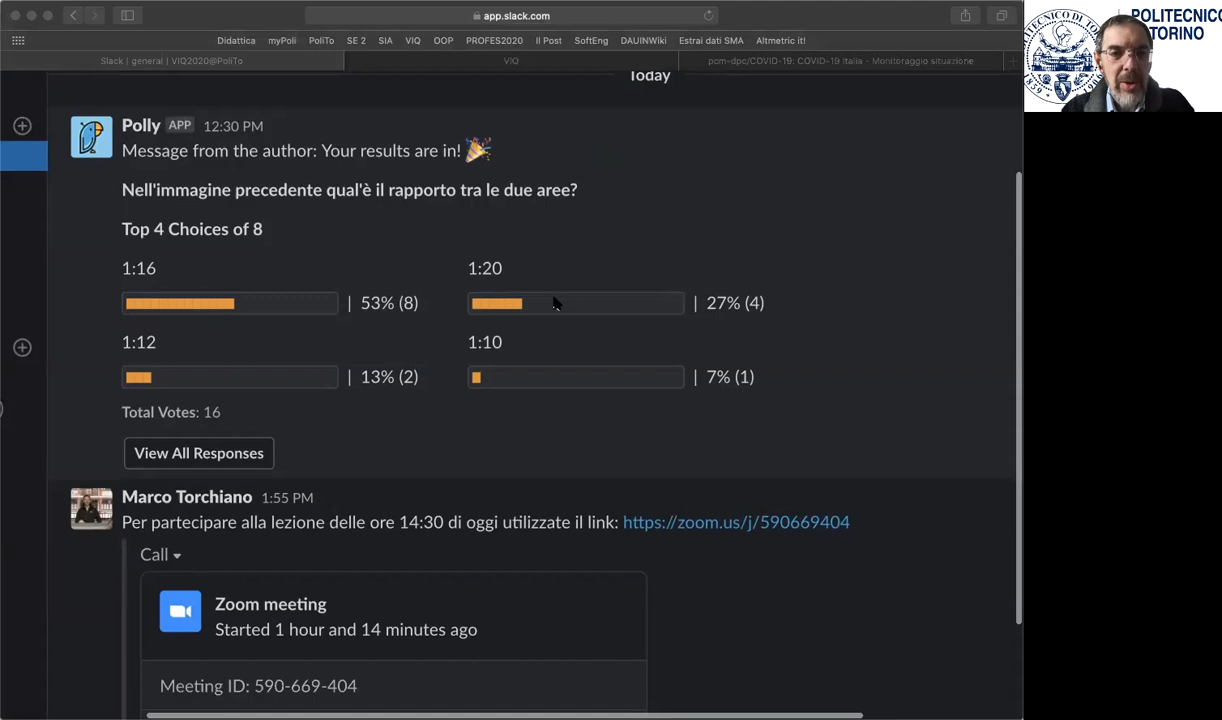 app.slack.com
Didattica myPoli PoliTo SE 2 SIA VIQ OOP PROFES2020 Il Post SoftEng DAUINWiki Estrai dati SMA Altmetric it!
Slack | general | VIQ2020@PoliTo VIQ pcm-dpc/COVID-19: COVID-19 Italia - Monitoraggio situazione
Today
Polly APP 12:30 PM
Message from the author: Your results are in!
Nell'immagine precedente qual'è il rapporto tra le due aree?
Top 4 Choices of 8
1:16 1:20
| 53% (8) | 27% (4)
1:12 1:10
| 13% (2) | 7% (1)
Total Votes: 16
View All Responses
Marco Torchiano 1:55 PM
Per partecipare alla lezione delle ore 14:30 di oggi utilizzate il link: https://zoom.us/j/590669404
Call
Zoom meeting
Started 1 hour and 14 minutes ago
Meeting ID: 590-669-404
POLITECNICO
TORINO